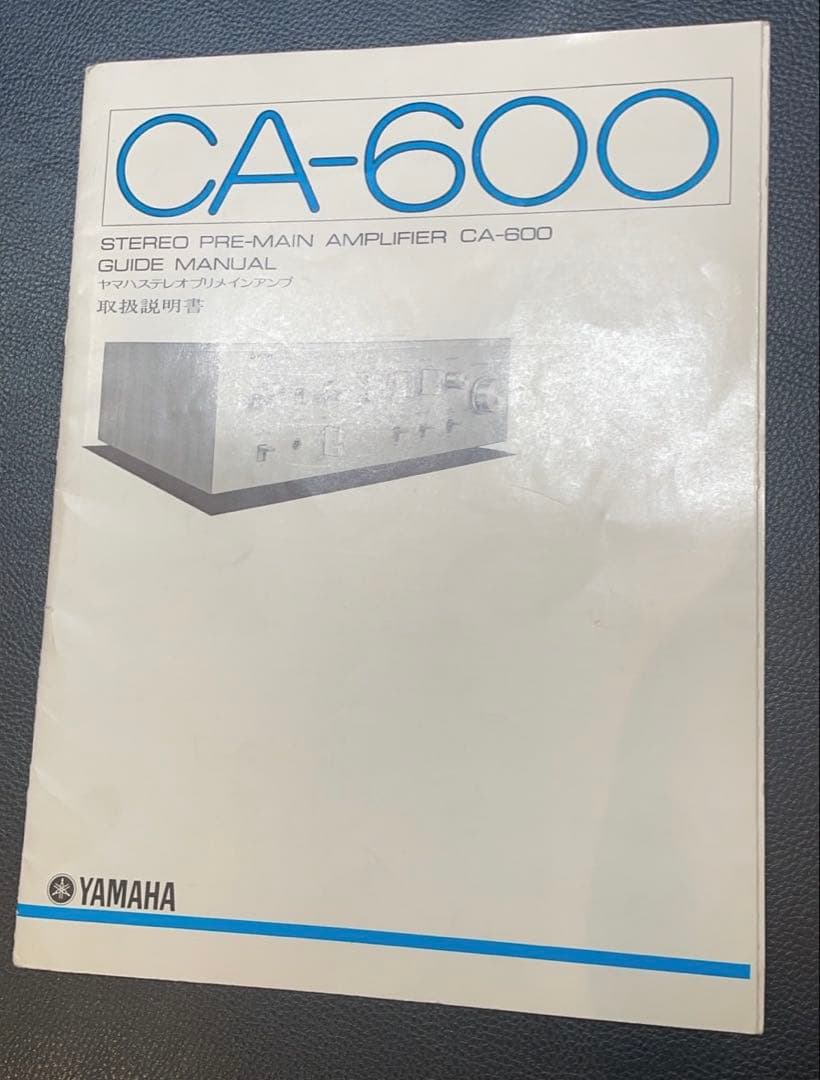 CA-600
STEREO PRE-MAIN AMPLIFIER CA-600
GUIDE MANUAL
ヤマハステレオプリメインアンプ
取扱説明書
YAMAHA